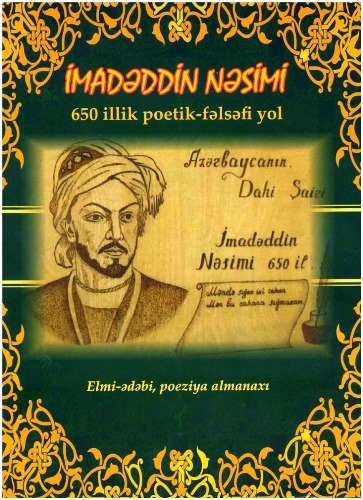 İMADƏDDİN NƏSİMİ
650 illik poetik-fəlsəfi yol
Azərbaycanın
Dahi Şairi
İmadəddin
Nəsimi 650 il.
Məndə sığar iki cahan
Mən bu cahana sığmazam,
Elmi-ədəbi, poeziya almanaxı